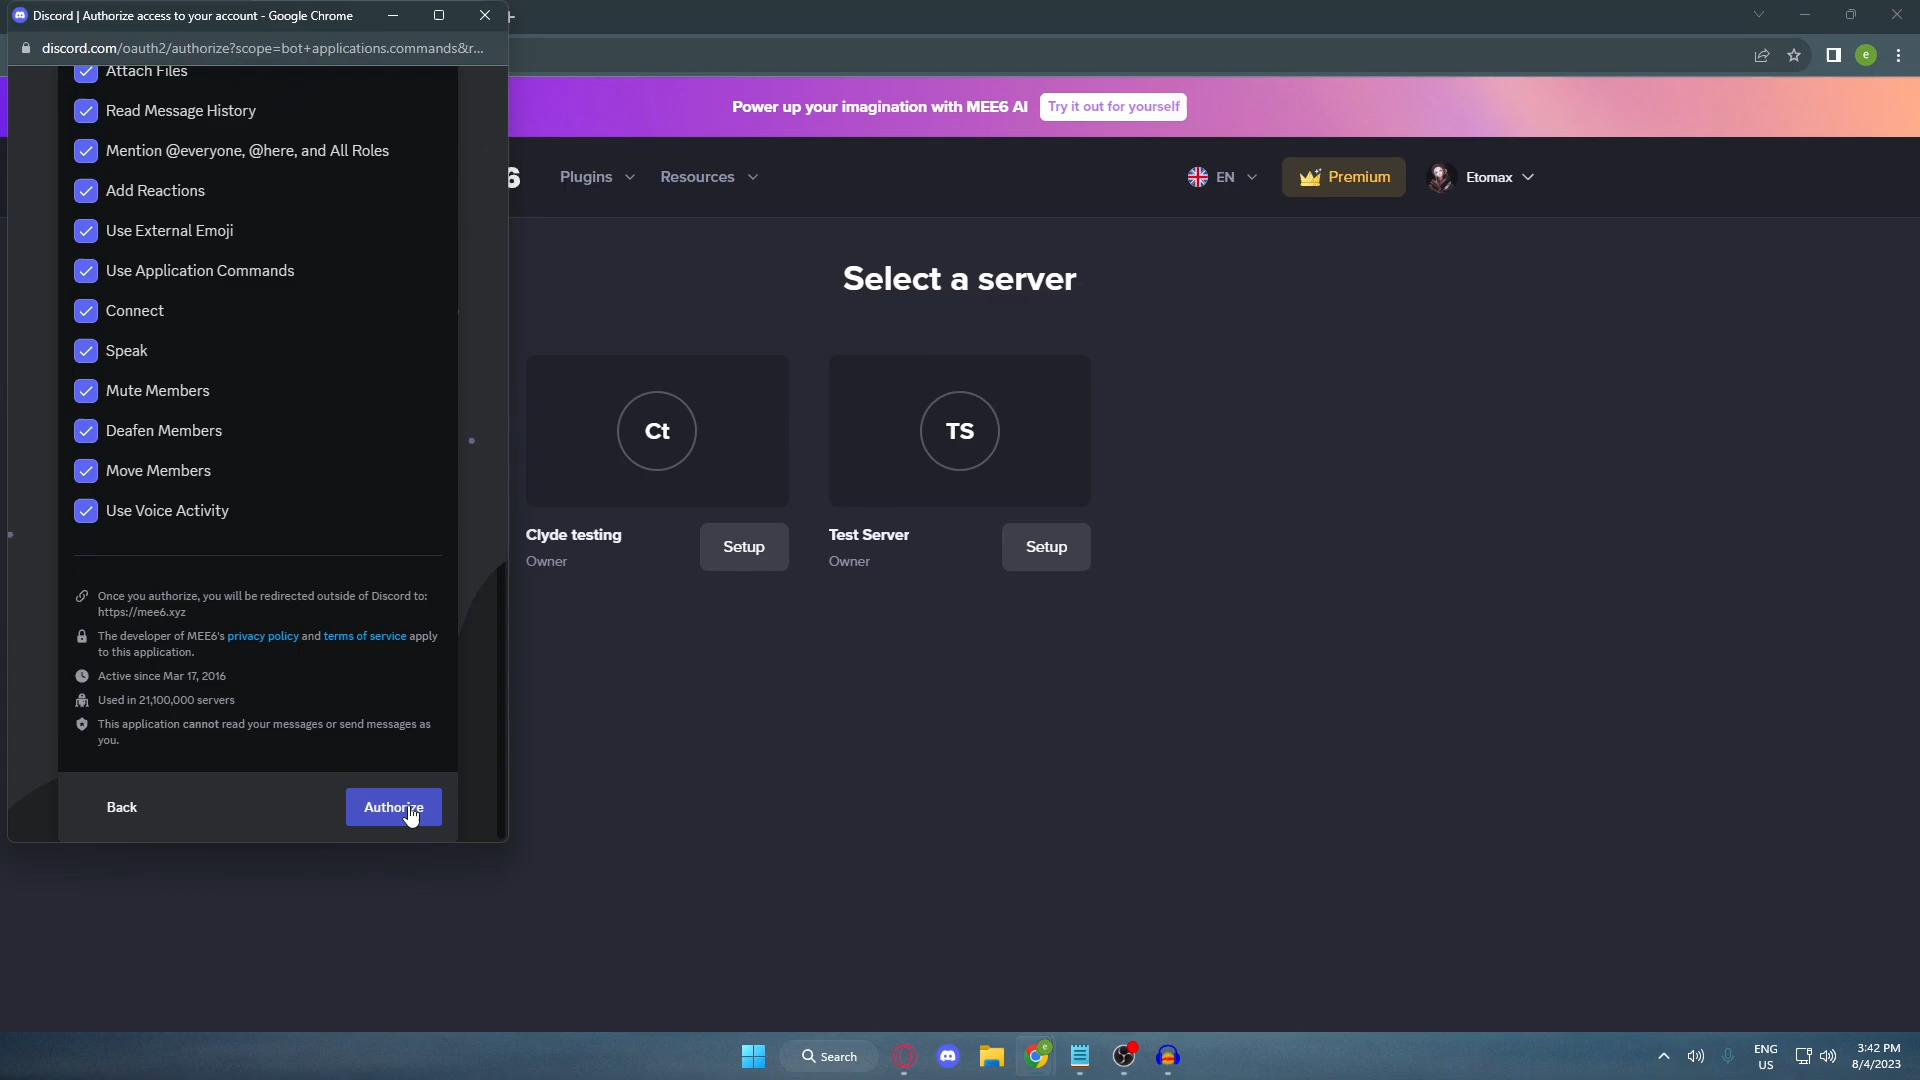 Discord | Authorize access to your account - Google Chrome
discord.com/oauth2/authorize?scope=bot+applications.commands&r...
Attach Files
Read Message History
Mention @everyone, @here, and All Roles
Add Reactions
Use External Emoji
Use Application Commands
Connect
Speak
Mute Members
Deafen Members
Move Members
Use Voice Activity
Once you authorize, you will be redirected outside of Discord to:
https://mee6.xyz
The developer of MEE6's privacy policy and terms of service apply
to this application.
Active since Mar 17, 2016
Used in 21,100,000 servers
This application cannot read your messages or send messages as
you.
Back
Authorize
e
Power up your imagination with MEE6 AI
Try it out for yourself
6
Plugins
Resources
EN
Premium
Etomax
Select a server
Ct
TS
Clyde testing
Owner
Setup
Test Server
Owner
Setup
Search
e
ENG
US
3:42 PM
8/4/2023